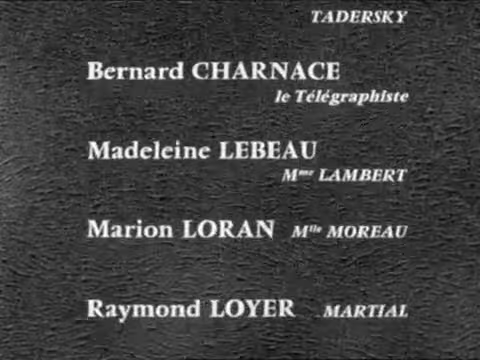 TADERSKY
Bernard CHARNACE
le Télégraphiste
Madeleine LEBEAU
Mme LAMBERT
Marion LORAN Mlle MOREAU
Raymond LOYER MARTIAL